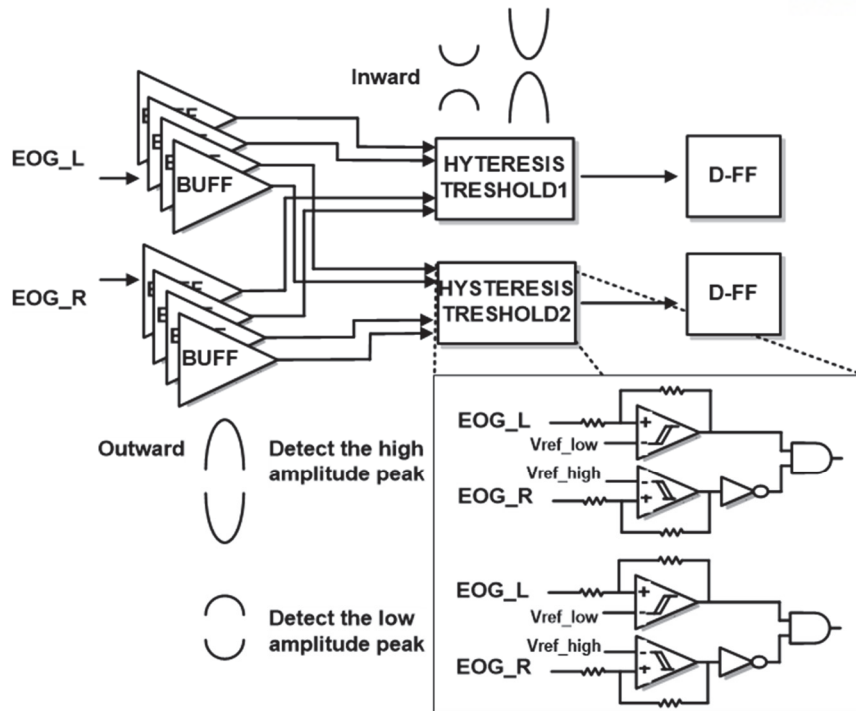 Inward
EOG_L
BUFF
HYTERESIS
TRESHOLD1
D-FF
EOG_R
BUFF
HYSTERESIS
TRESHOLD2
D-FF
Outward
Detect the high
amplitude peak
Detect the low
amplitude peak
EOG_L
Vref_low
Vref_high
EOG_R
EOG_L
Vref_low
Vref_high
EOG_R